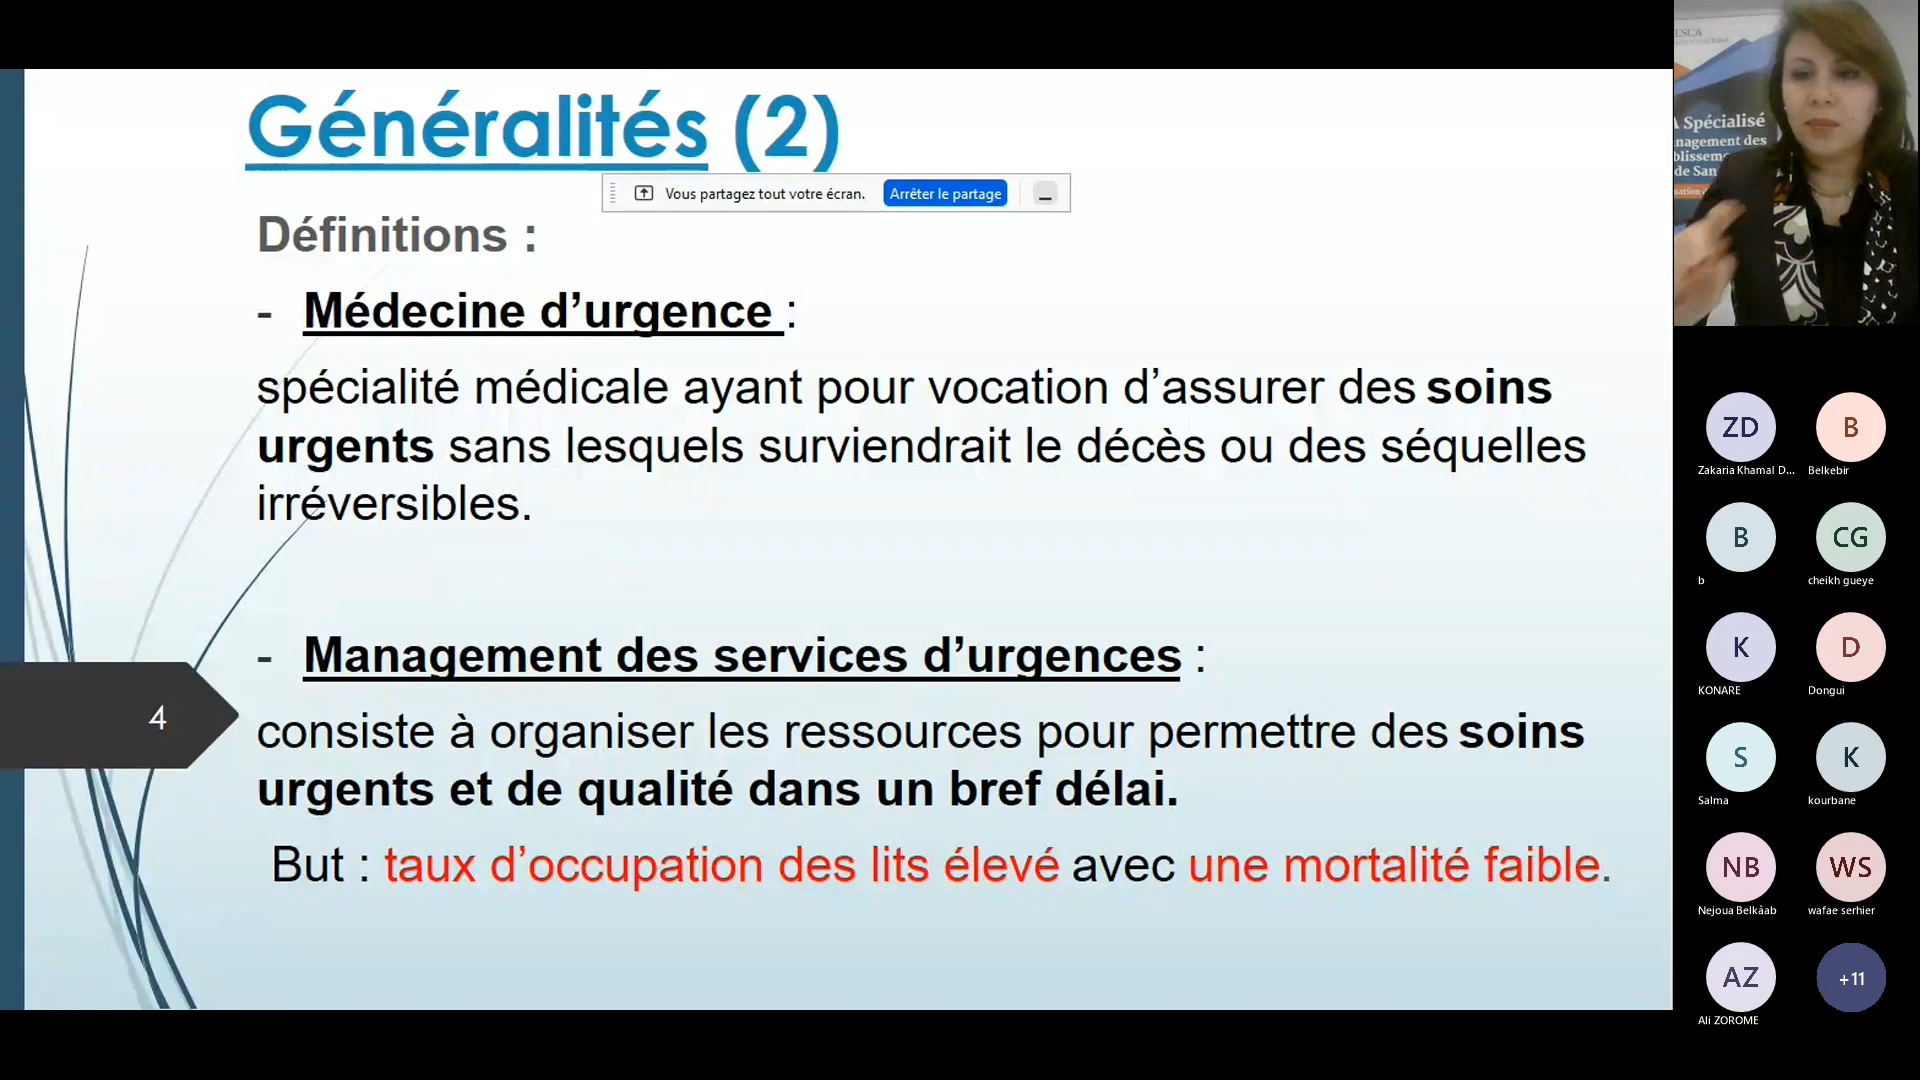 Généralités (2)
Vous partagez tout votre écran. Arrêter le partage
Définitions :
- Médecine d’urgence :
spécialité médicale ayant pour vocation d’assurer des soins
urgents sans lesquels surviendrait le décès ou des séquelles
irréversibles.
- Management des services d’urgences :
consiste à organiser les ressources pour permettre des soins
urgents et de qualité dans un bref délai.
But : taux d’occupation des lits élevé avec une mortalité faible.
4
ESCA
A Spécialisé
nagement des
blissem
de San
ZD B
Zakaria Khamal D... Belkebir
B CG
b cheikh gueye
K D
KONARE Dongui
S K
Salma kourbane
NB WS
Nejoua Belkâab wafae serhier
AZ +11
Ali ZOROME